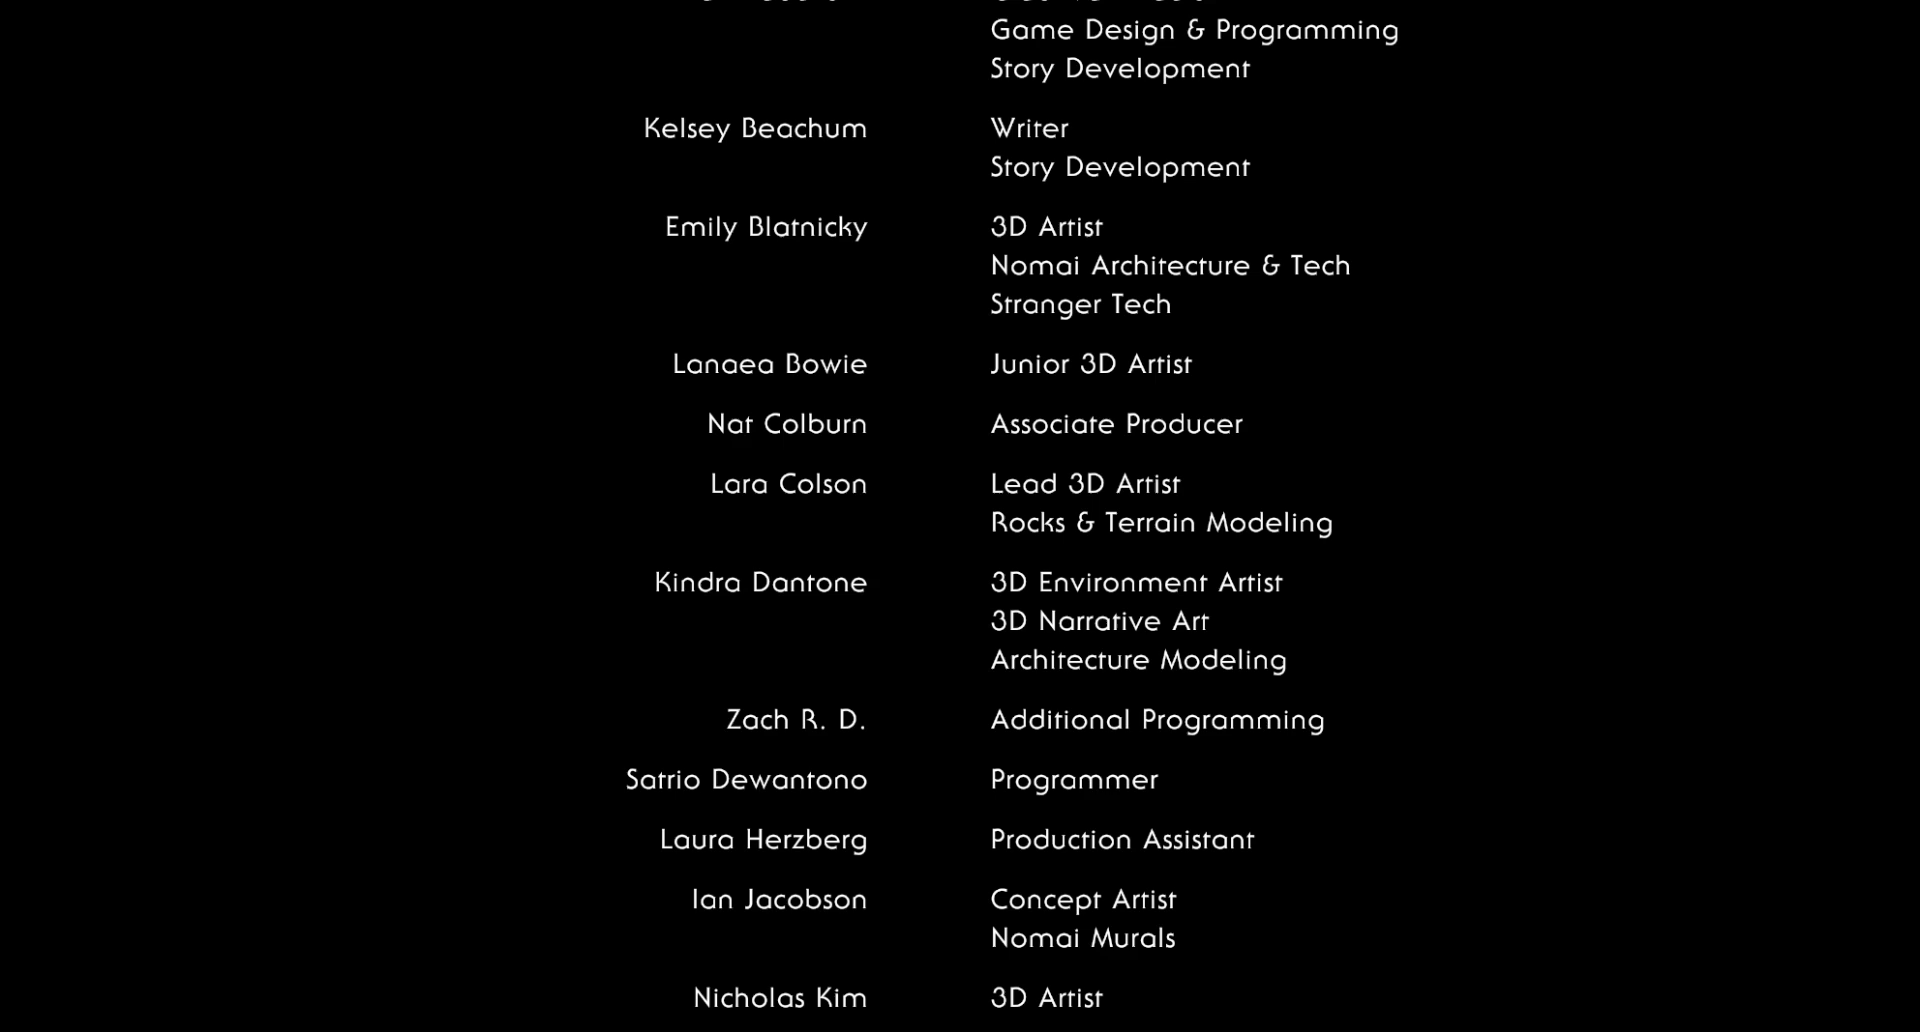 Game Design & Programming
Story Development
Kelsey Beachum Writer
Story Development
Emily Blatnicky 3D Artist
Nomai Architecture & Tech
Stranger Tech
Lanaea Bowie Junior 3D Artist
Nat Colburn Associate Producer
Lara Colson Lead 3D Artist
Rocks & Terrain Modeling
Kindra Dantone 3D Environment Artist
3D Narrative Art
Architecture Modeling
Zach R. D. Additional Programming
Satrio Dewantono Programmer
Laura Herzberg Production Assistant
Ian Jacobson Concept Artist
Nomai Murals
Nicholas Kim 3D Artist